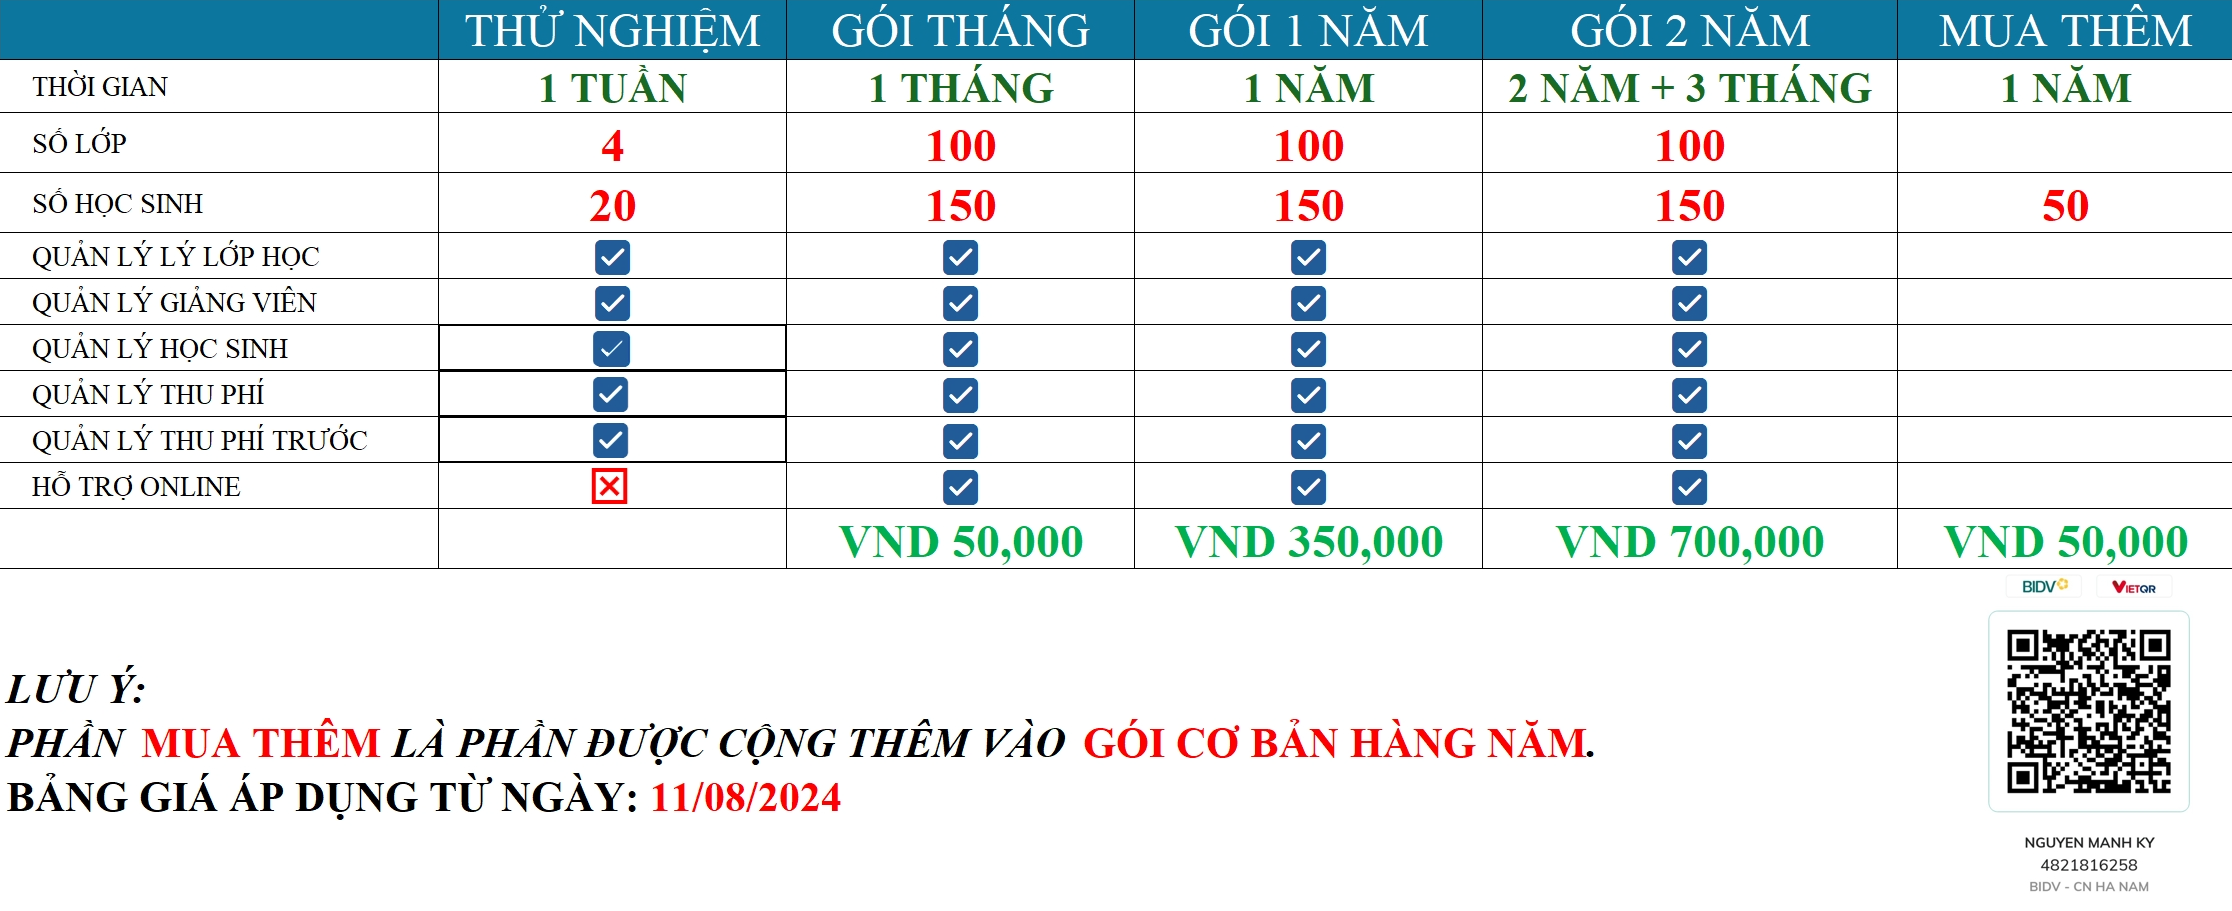 THỬ NGHIỆM GÓI THÁNG GÓI 1 NĂM GÓI 2 NĂM MUA THÊM
THỜI GIAN 1 TUẦN 1 THÁNG 1 NĂM 2 NĂM + 3 THÁNG 1 NĂM
SỐ LỚP 4 100 100 100
SỐ HỌC SINH 20 150 150 150 50
QUẢN LÝ LÝ LỚP HỌC
QUẢN LÝ GIẢNG VIÊN
QUẢN LÝ HỌC SINH
QUẢN LÝ THU PHÍ
QUẢN LÝ THU PHÍ TRƯỚC
HỖ TRỢ ONLINE
VND 50,000 VND 350,000 VND 700,000 VND 50,000
BIDV VIETQR
LƯU Ý:
PHẦN MUA THÊM LÀ PHẦN ĐƯỢC CỘNG THÊM VÀO GÓI CƠ BẢN HÀNG NĂM.
BẢNG GIÁ ÁP DỤNG TỪ NGÀY: 11/08/2024
NGUYEN MANH KY
4821816258
BIDV - CN HA NAM